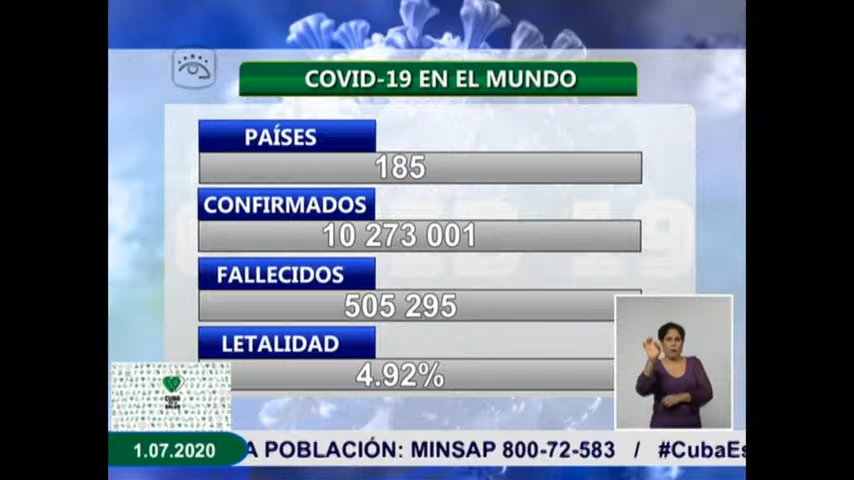 COVID-19 EN EL MUNDO
PAÍSES
185
CONFIRMADOS
10 273 001
FALLECIDOS
505 295
LETALIDAD
4.92%
CUBA
1.07.2020
A POBLACIÓN: MINSAP 800-72-583 / #CubaEs